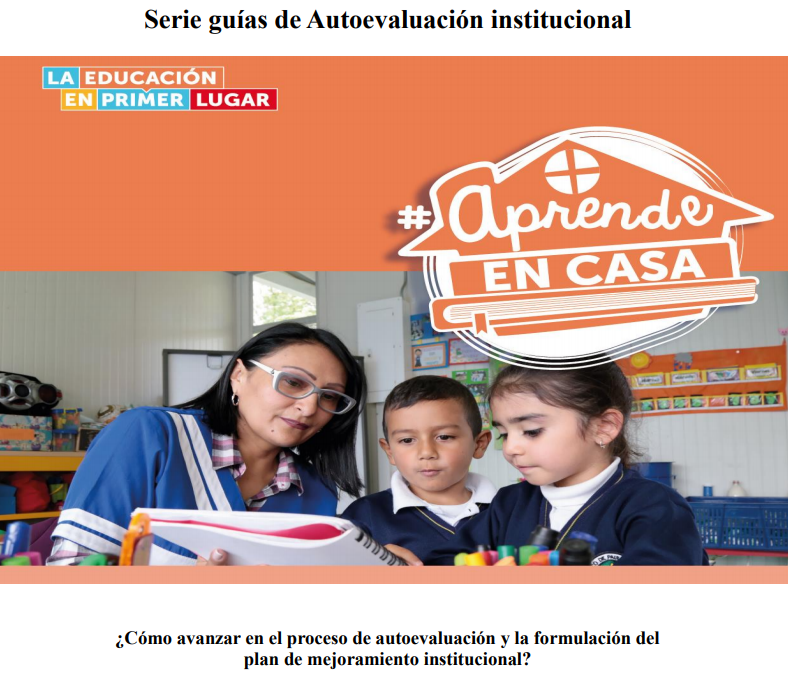 Serie guías de Autoevaluación institucional
LA EDUCACIÓN
EN PRIMER LUGAR
#Aprende
EN CASA
¿Cómo avanzar en el proceso de autoevaluación y la formulación del
plan de mejoramiento institucional?